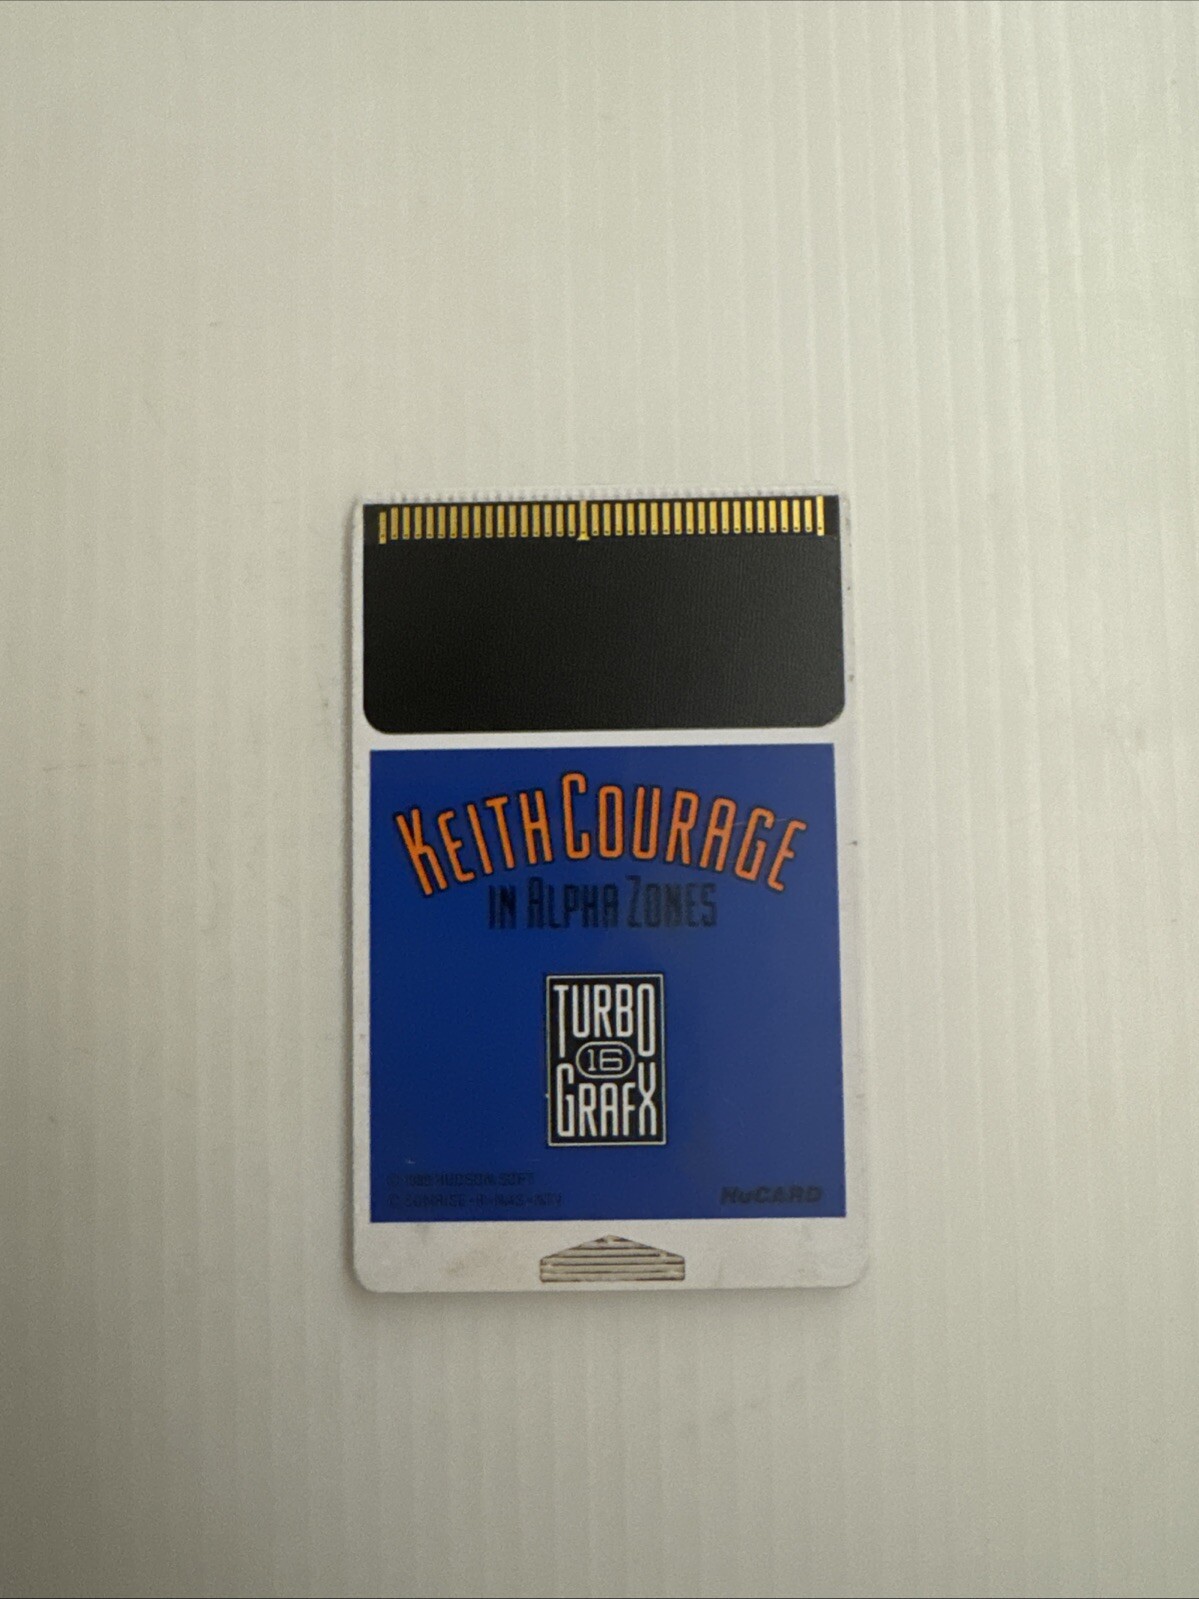 KEITH COURAGE
IN ALPHA ZONES
TURBO
16
GRAFX
HUDSON SOFT
HuCARD